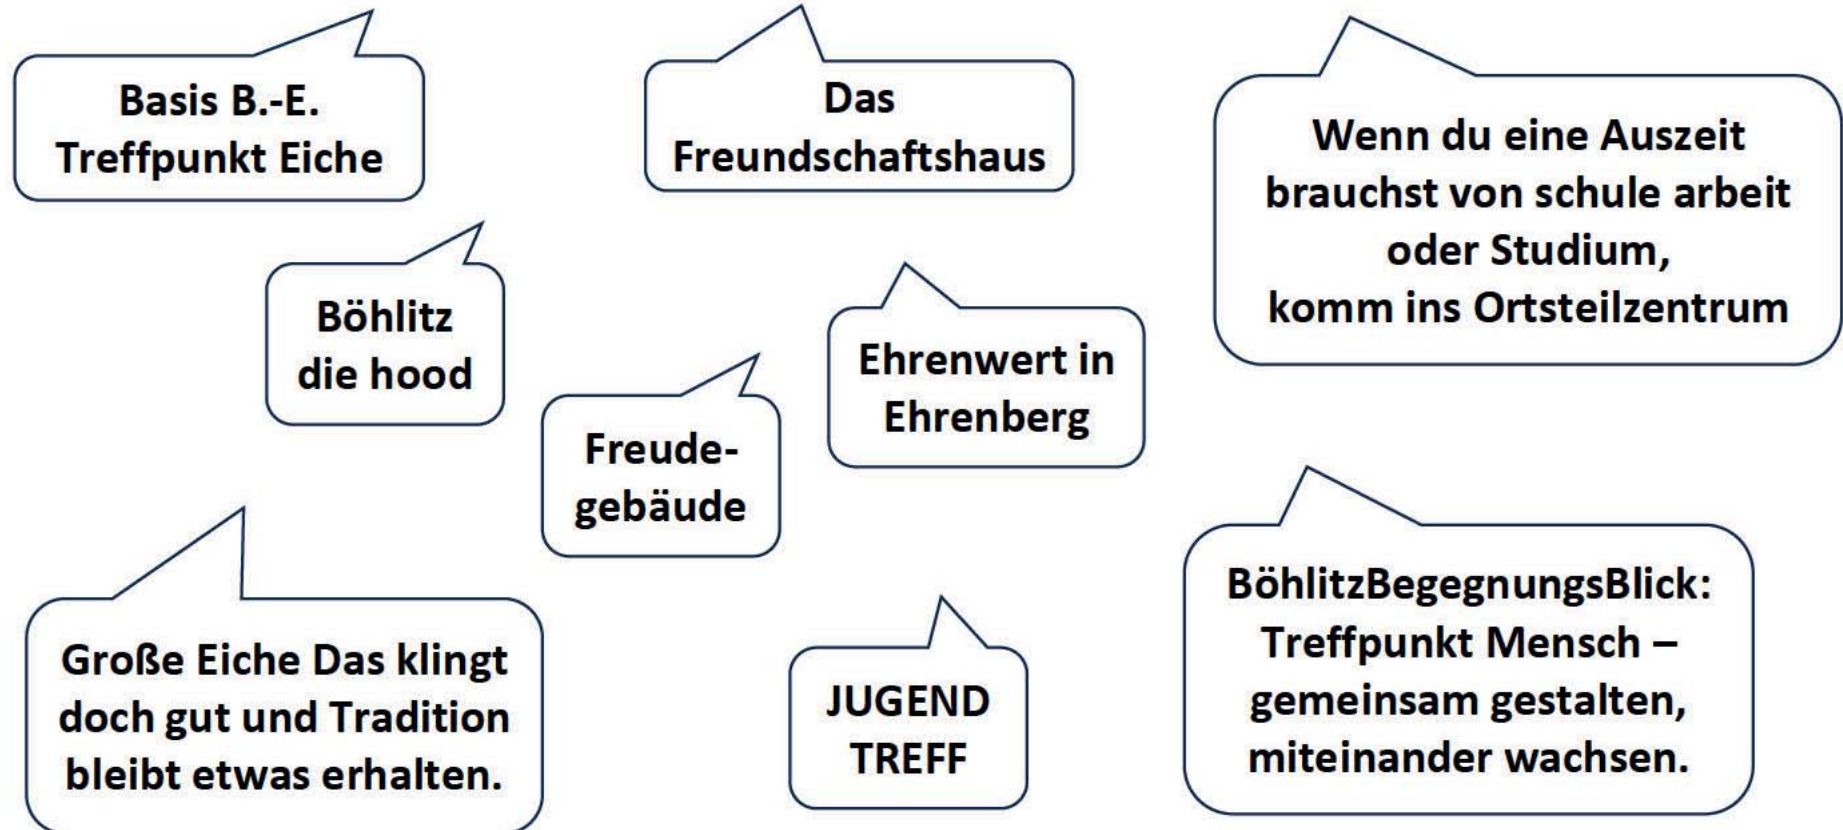 Basis B.-E.
Treffpunkt Eiche
Das
Freundschaftshaus
Wenn du eine Auszeit
brauchst von schule arbeit
oder Studium,
komm ins Ortsteilzentrum
Böhlitz
die hood
Ehrenwert in
Ehrenberg
Freude-
gebäude
Große Eiche Das klingt
doch gut und Tradition
bleibt etwas erhalten.
JUGEND
TREFF
BöhlitzBegegnungsBlick:
Treffpunkt Mensch –
gemeinsam gestalten,
miteinander wachsen.